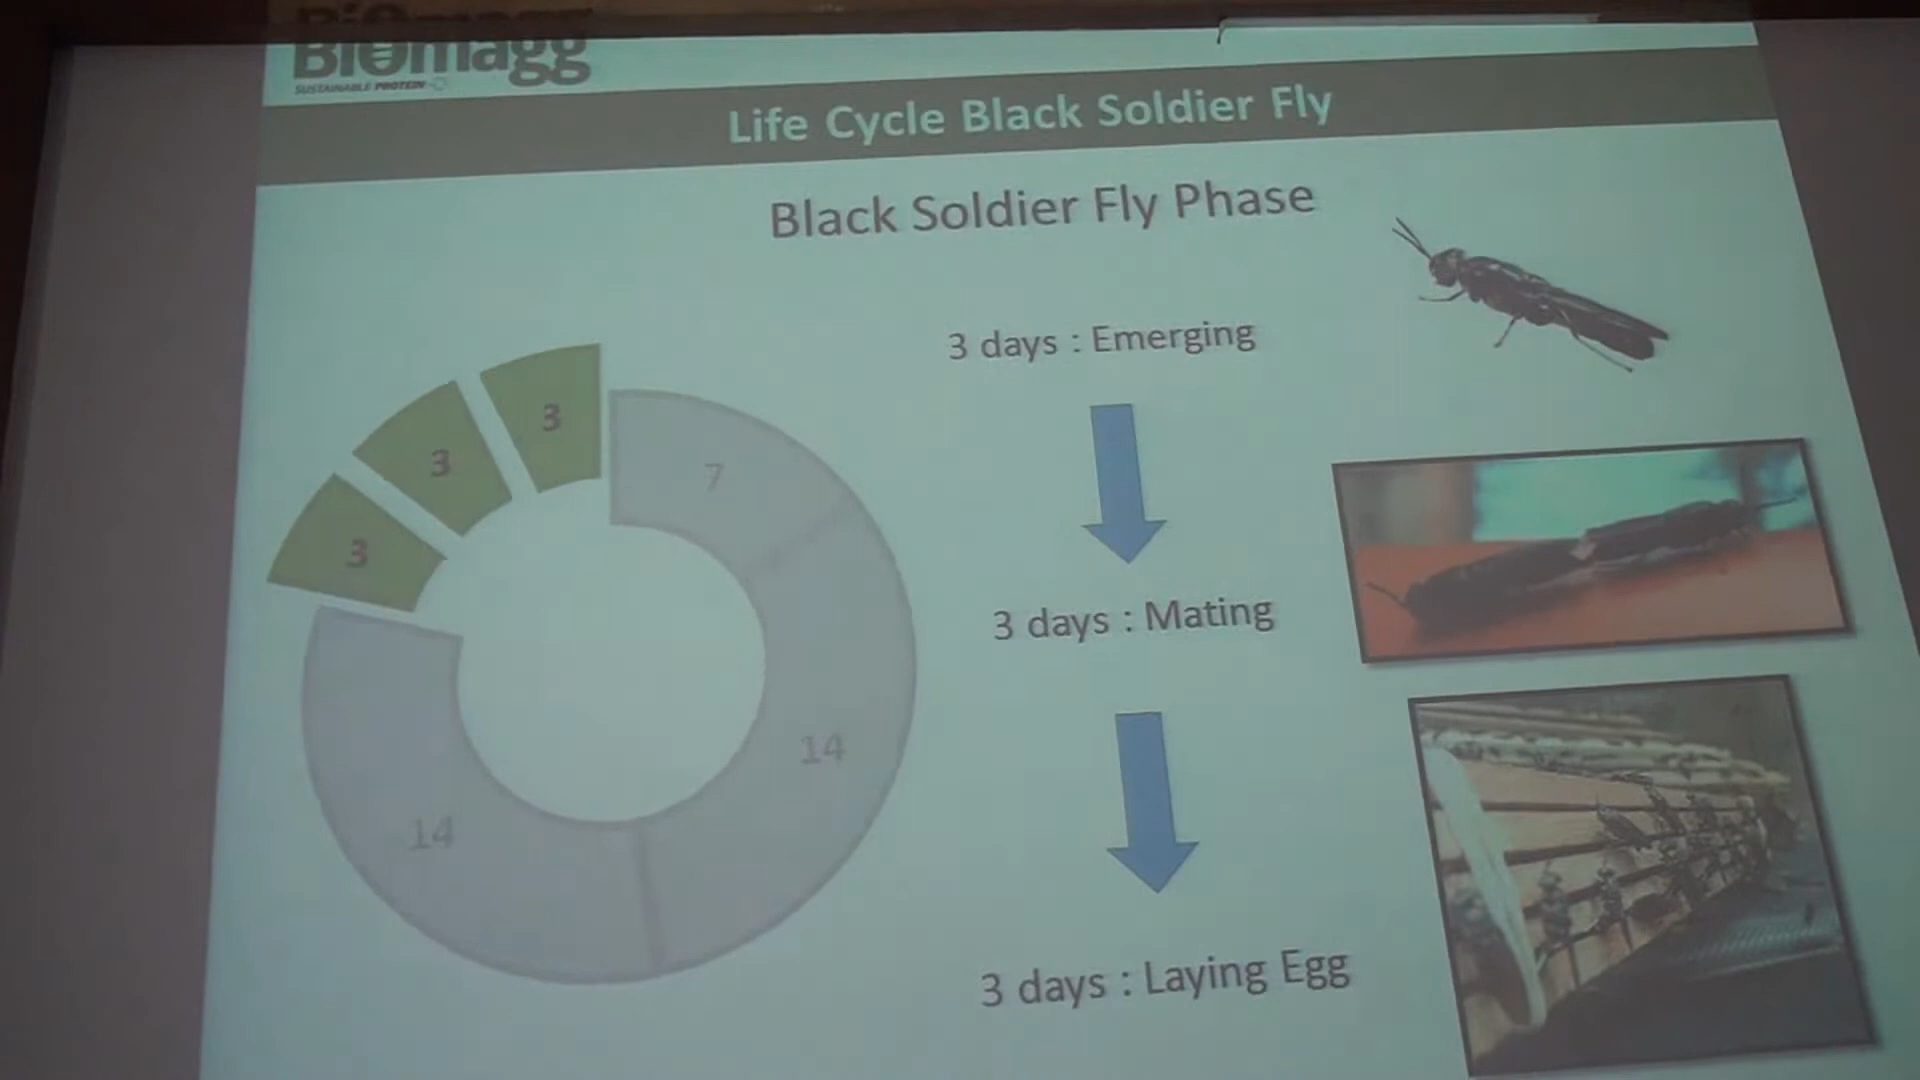 BiOmagg
SUSTAINABLE PROTEIN
Life Cycle Black Soldier Fly
Black Soldier Fly Phase
3 days : Emerging
3
3
3
7
14
14
3 days : Mating
3 days : Laying Egg